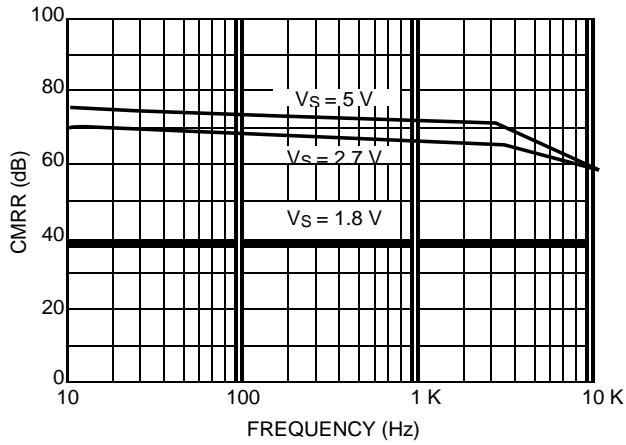 100
80
60
40
20
0
CMRR (dB)
VS = 5 V
VS = 2.7 V
VS = 1.8 V
10
100
1 K
10 K
FREQUENCY (Hz)